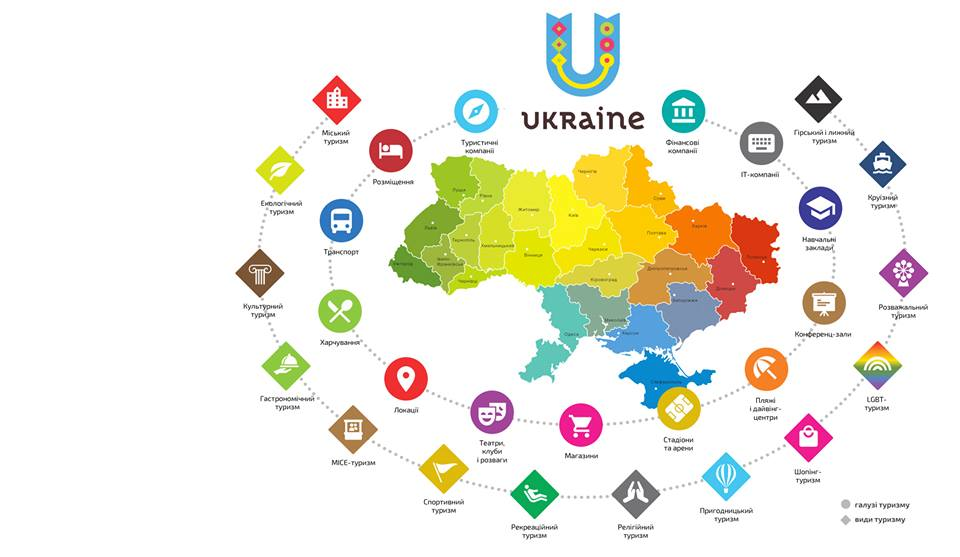 UKRAINE
Міський
туризм
Туристичні
компанії
Фінансові
компанії
Гірський і лижний
туризм
Розміщення
ІТ-компанії
Екологічний
туризм
Круїзний
туризм
Транспорт
Навчальні
заклади
Культурний
туризм
Розважальний
туризм
Харчування
Конференц-зали
Гастрономічний
туризм
Локації
Пляжі
і дайвінг-
центри
LGBT-
туризм
MICE-туризм
Театри,
клуби
і розваги
Магазини
Стадіони
та арени
Шопінг-
туризм
Спортивний
туризм
Рекреаційний
туризм
Релігійний
туризм
Пригодницький
туризм
галузі туризму
види туризму
Чернігів
Луцьк
Рівне
Житомир
Київ
Суми
Львів
Тернопіль
Хмельницький
Полтава
Харків
Ужгород
Івано-
Франківськ
Вінниця
Черкаси
Луганськ
Чернівці
Кіровоград
Дніпропетровськ
Донецьк
Запоріжжя
Одеса
Миколаїв
Херсон
Сімферополь